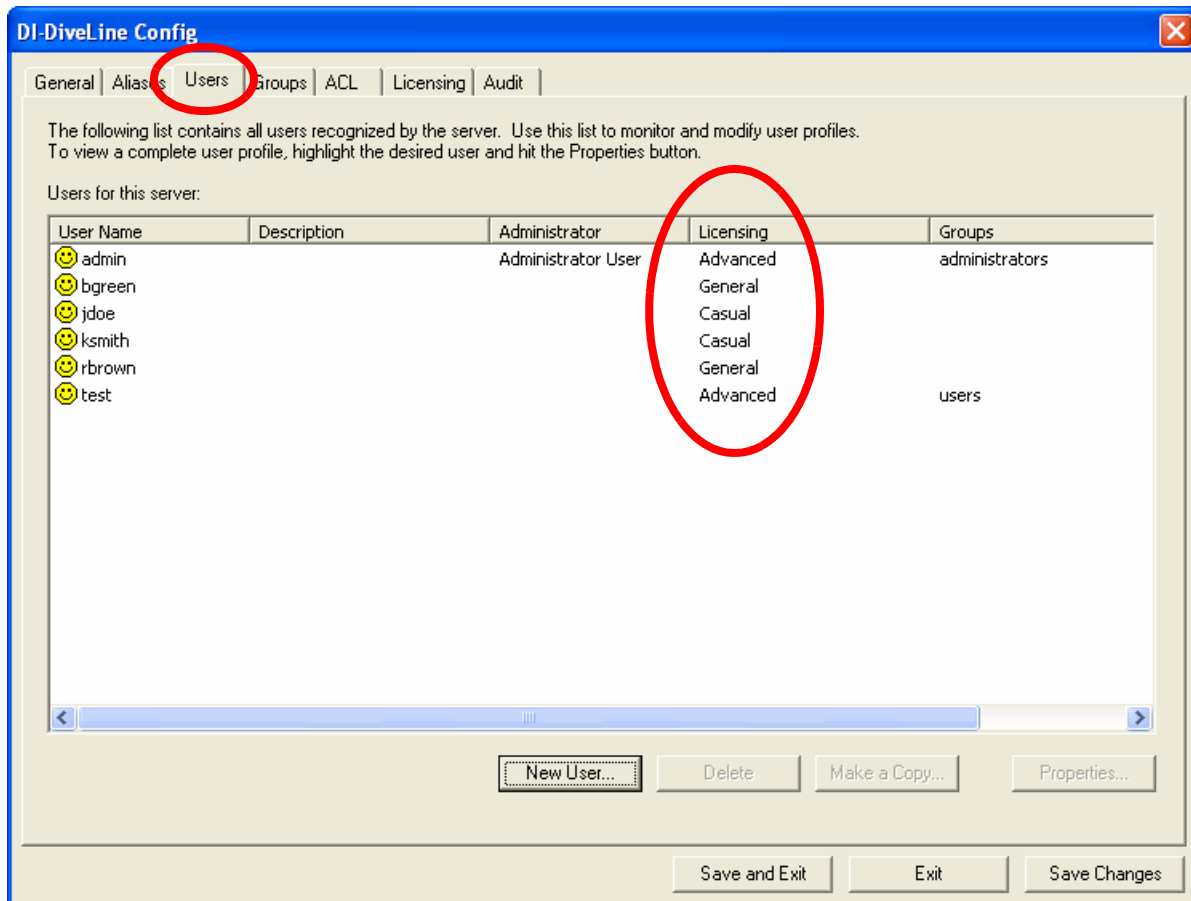 DI-DiveLine Config
General Aliases Users Groups ACL Licensing Audit
The following list contains all users recognized by the server. Use this list to monitor and modify user profiles.
To view a complete user profile, highlight the desired user and hit the Properties button.
Users for this server:
User Name Description Administrator Licensing Groups
admin Administrator User Advanced administrators
bgreen General
jdoe Casual
ksmith Casual
rbrown General
test Advanced users
New User... Delete Make a Copy... Properties...
Save and Exit Exit Save Changes